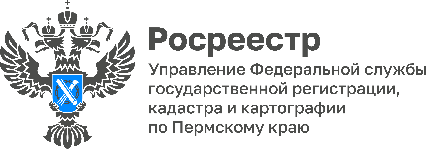 Росреестр
Управление Федеральной службы
государственной регистрации,
кадастра и картографии
по Пермскому краю